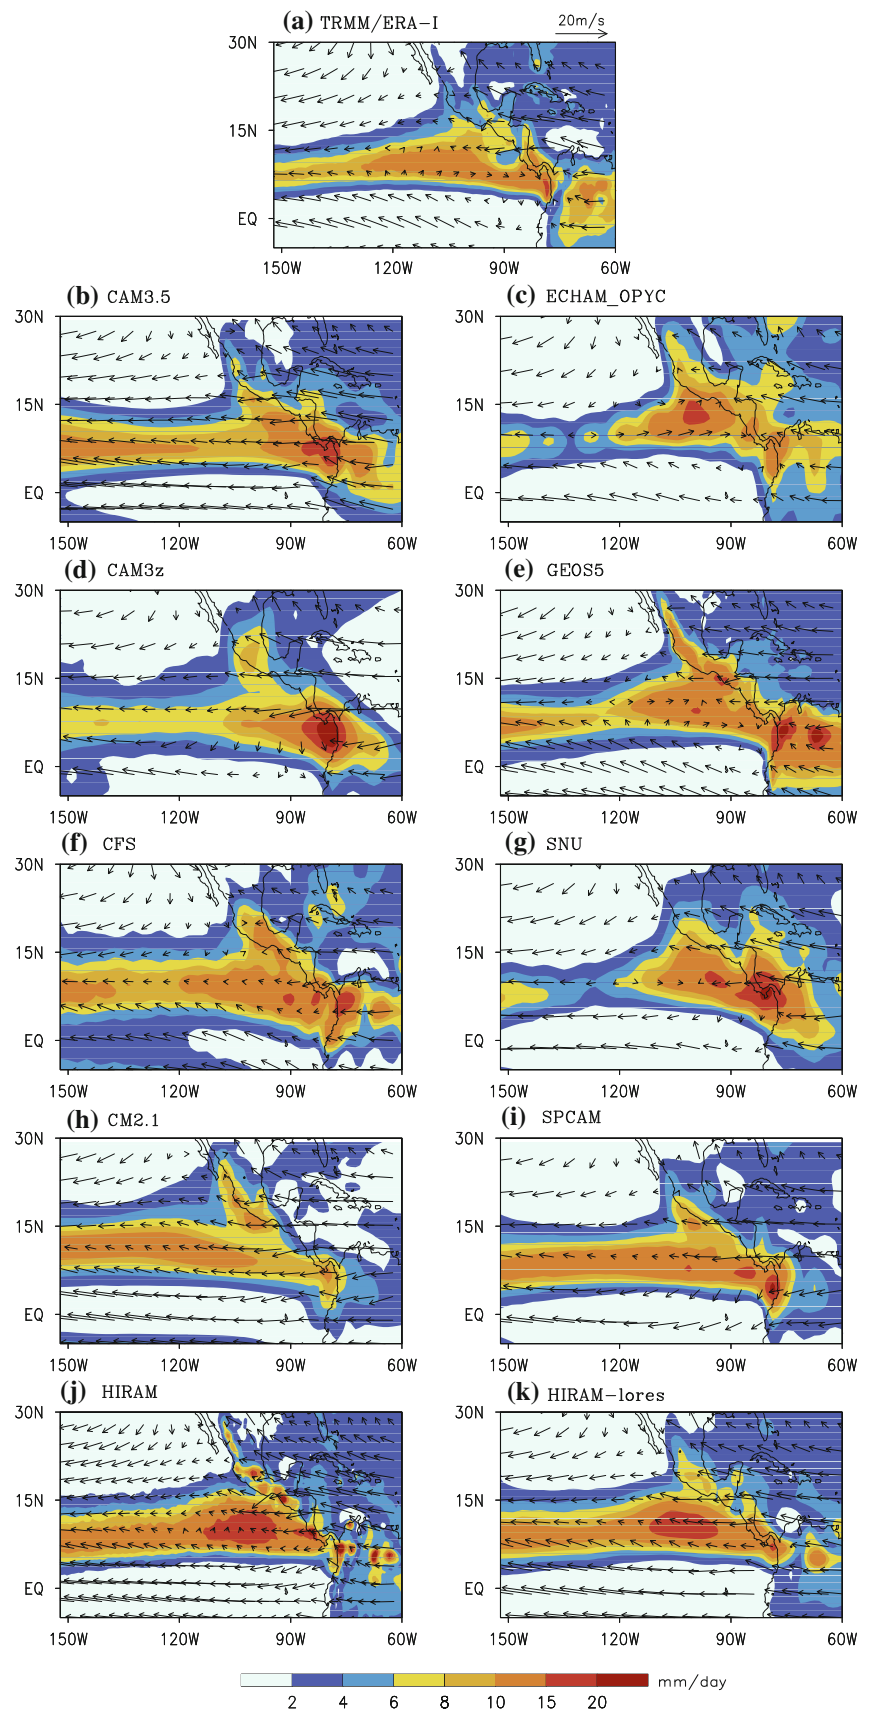 (a) TRMM/ERA-I 20m/s
30N
15N
EQ
150W 120W 90W 60W
(b) CAM3.5 (c) ECHAM_OPYC
30N 30N
15N 15N
EQ EQ
150W 120W 90W 60W 150W 120W 90W 60W
(d) CAM3z (e) GEOS5
30N 30N
15N 15N
EQ EQ
150W 120W 90W 60W 150W 120W 90W 60W
(f) CFS (g) SNU
30N 30N
15N 15N
EQ EQ
150W 120W 90W 60W 150W 120W 90W 60W
(h) CM2.1 (i) SPCAM
30N 30N
15N 15N
EQ EQ
150W 120W 90W 60W 150W 120W 90W 60W
(j) HIRAM (k) HIRAM-lores
30N 30N
15N 15N
EQ EQ
150W 120W 90W 60W 150W 120W 90W 60W
mm/day
2 4 6 8 10 15 20